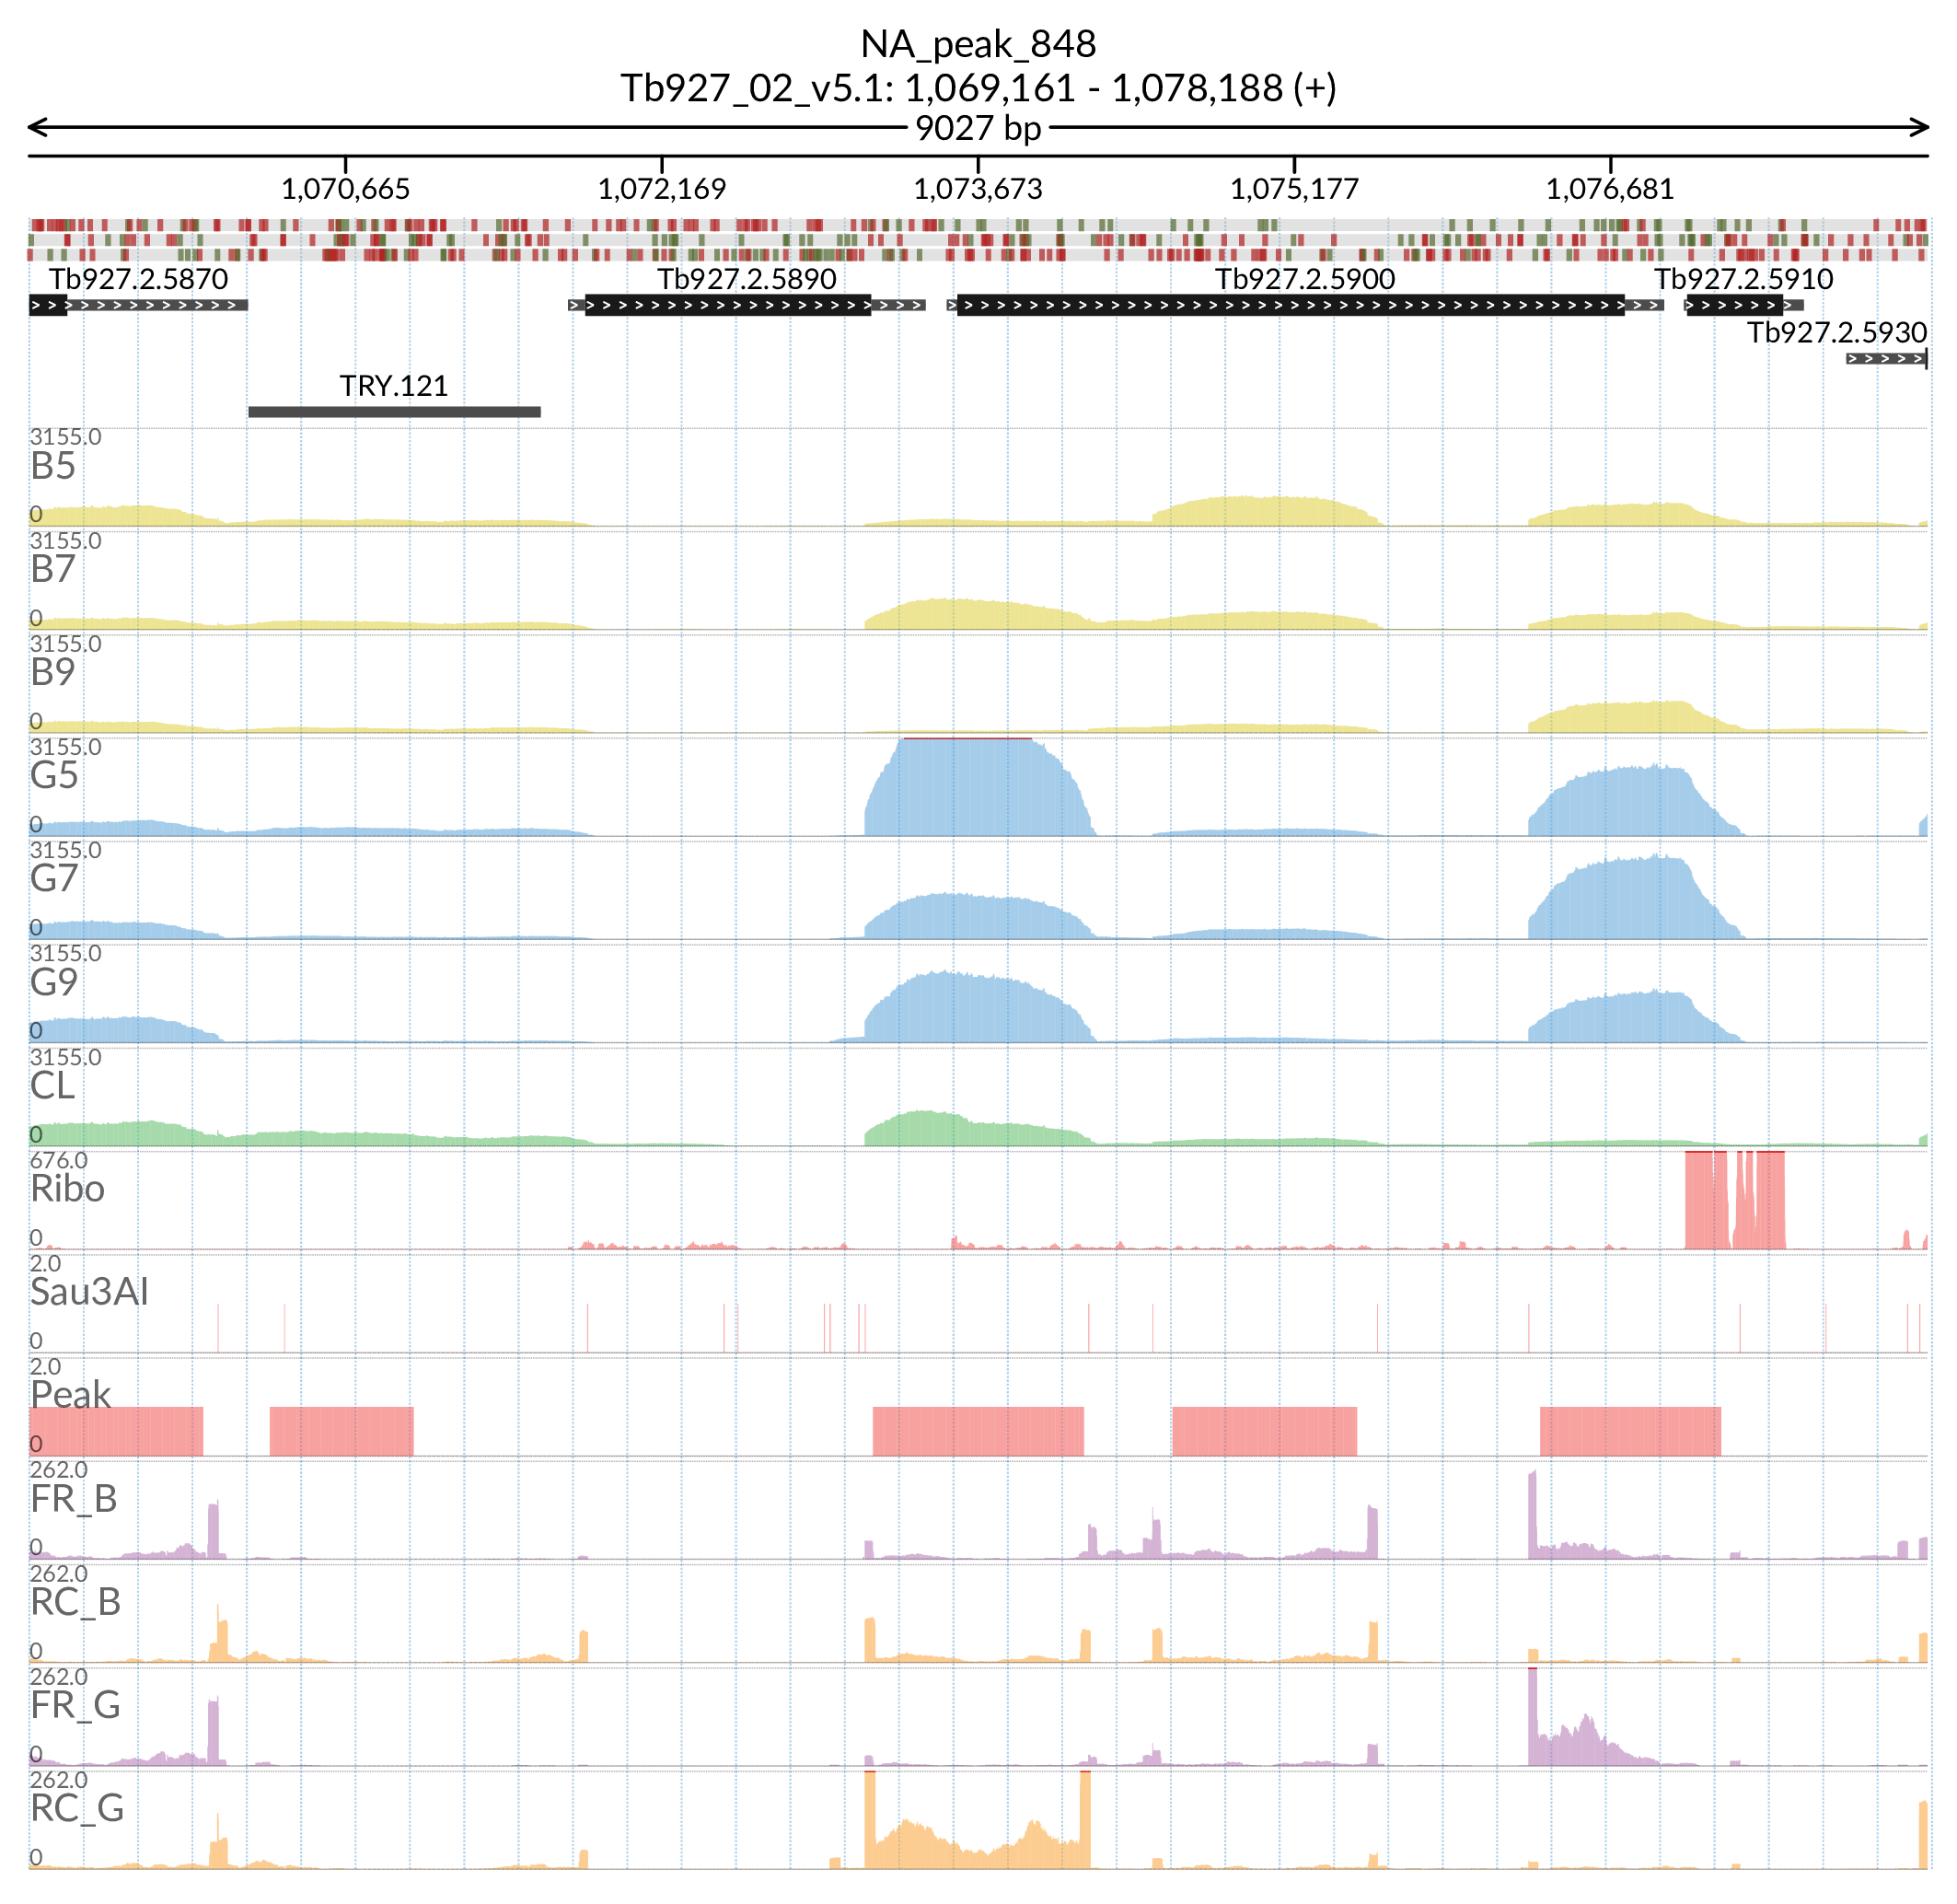 NA_peak_848
Tb927_02_v5.1: 1,069,161 - 1,078,188 (+)
9027 bp
1,070,665 1,072,169 1,073,673 1,075,177 1,076,681
Tb927.2.5870 Tb927.2.5890 Tb927.2.5900 Tb927.2.5910
Tb927.2.5930
TRY.121
3155.0
B5
0
3155.0
B7
0
3155.0
B9
0
3155.0
G5
0
3155.0
G7
0
3155.0
G9
0
3155.0
CL
0
676.0
Ribo
0
2.0
Sau3AI
0
2.0
Peak
0
262.0
FR_B
0
262.0
RC_B
0
262.0
FR_G
0
262.0
RC_G
0